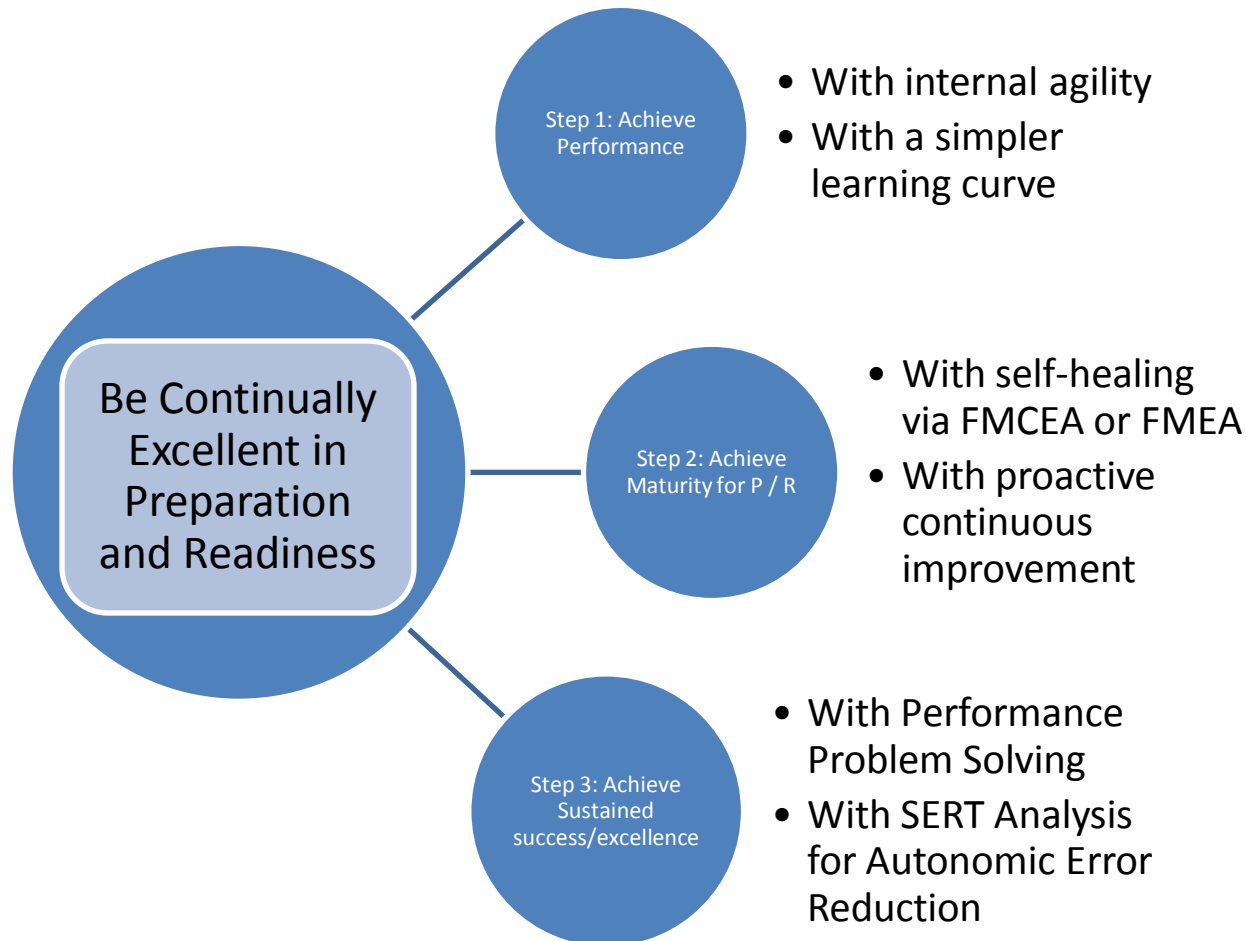 Step 1: Achieve
Performance
• With internal agility
• With a simpler
learning curve
Be Continually
Excellent in
Preparation
and Readiness
Step 2: Achieve
Maturity for P / R
• With self-healing
via FMCEA or FMEA
• With proactive
continuous
improvement
Step 3: Achieve
Sustained
success/excellence
• With Performance
Problem Solving
• With SERT Analysis
for Autonomic Error
Reduction